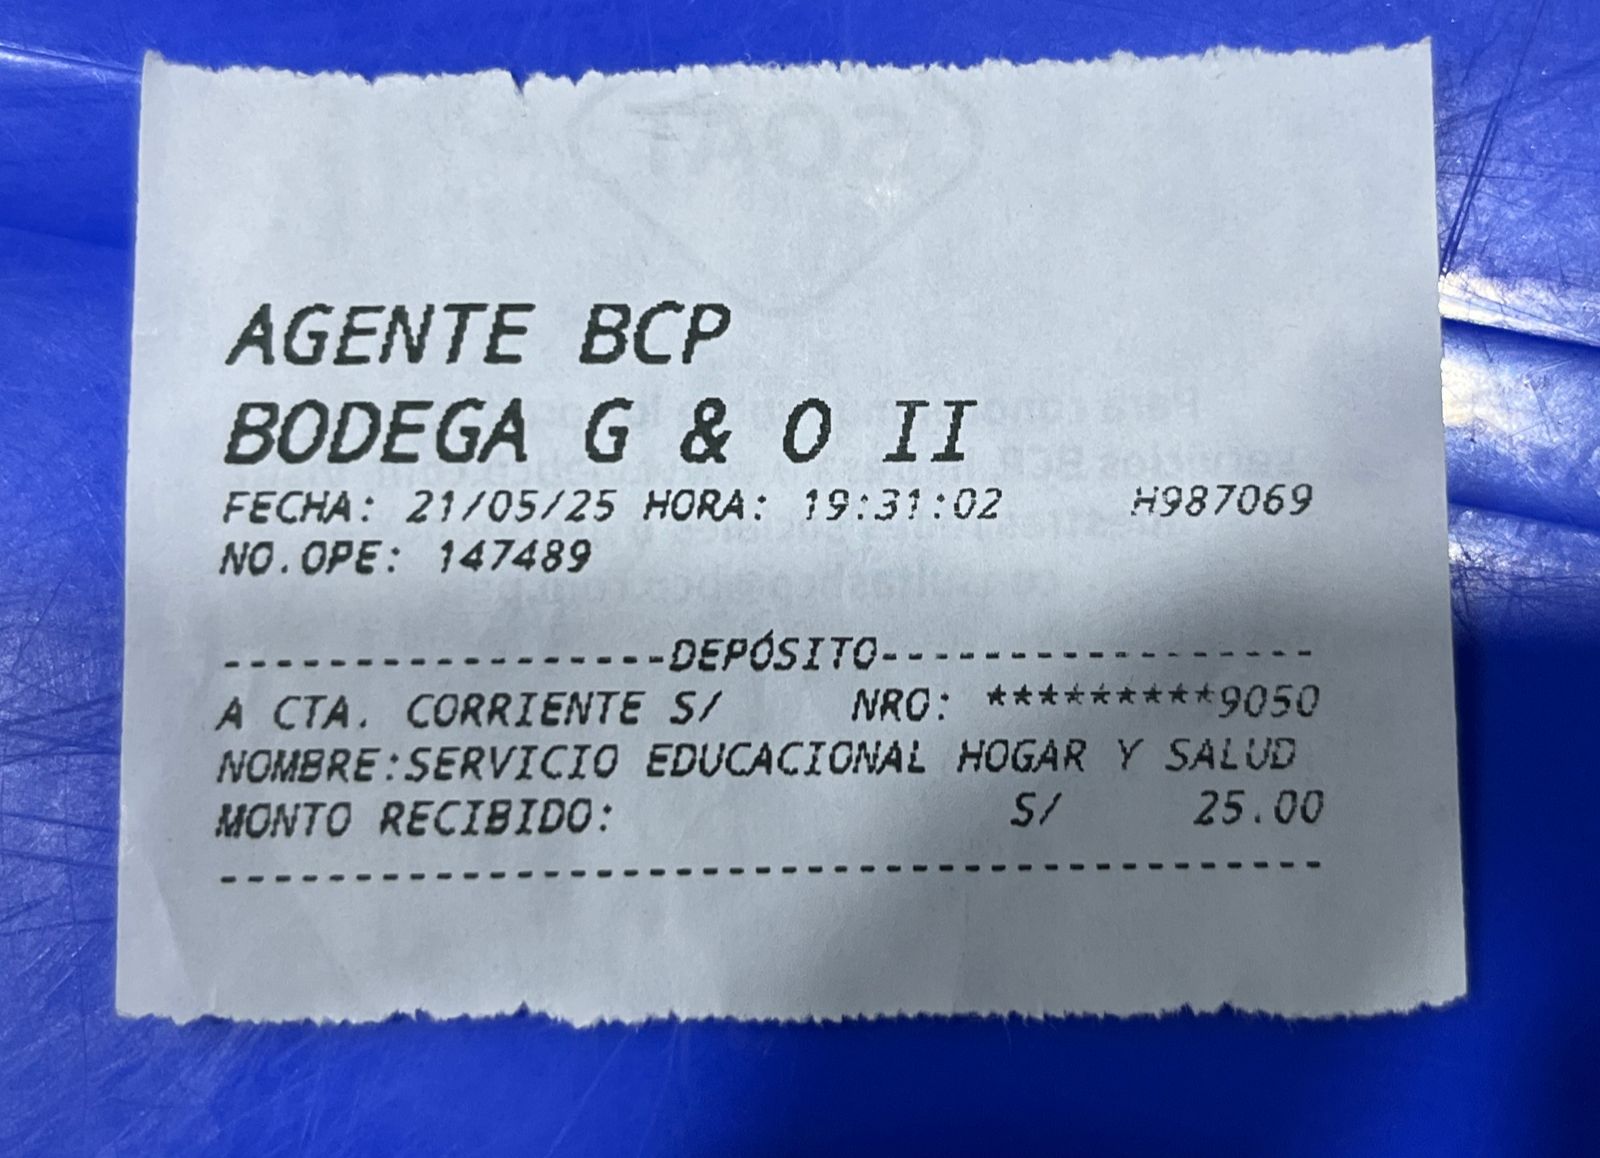 AGENTE BCP
BODEGA G & O II
FECHA: 21/05/25 HORA: 19:31:02 H987069
NO.OPE: 147489
-----------------DEPÓSITO-----------------
A CTA. CORRIENTE S/ NRO: *********9050
NOMBRE:SERVICIO EDUCACIONAL HOGAR Y SALUD
MONTO RECIBIDO: S/ 25.00
------------------------------------------